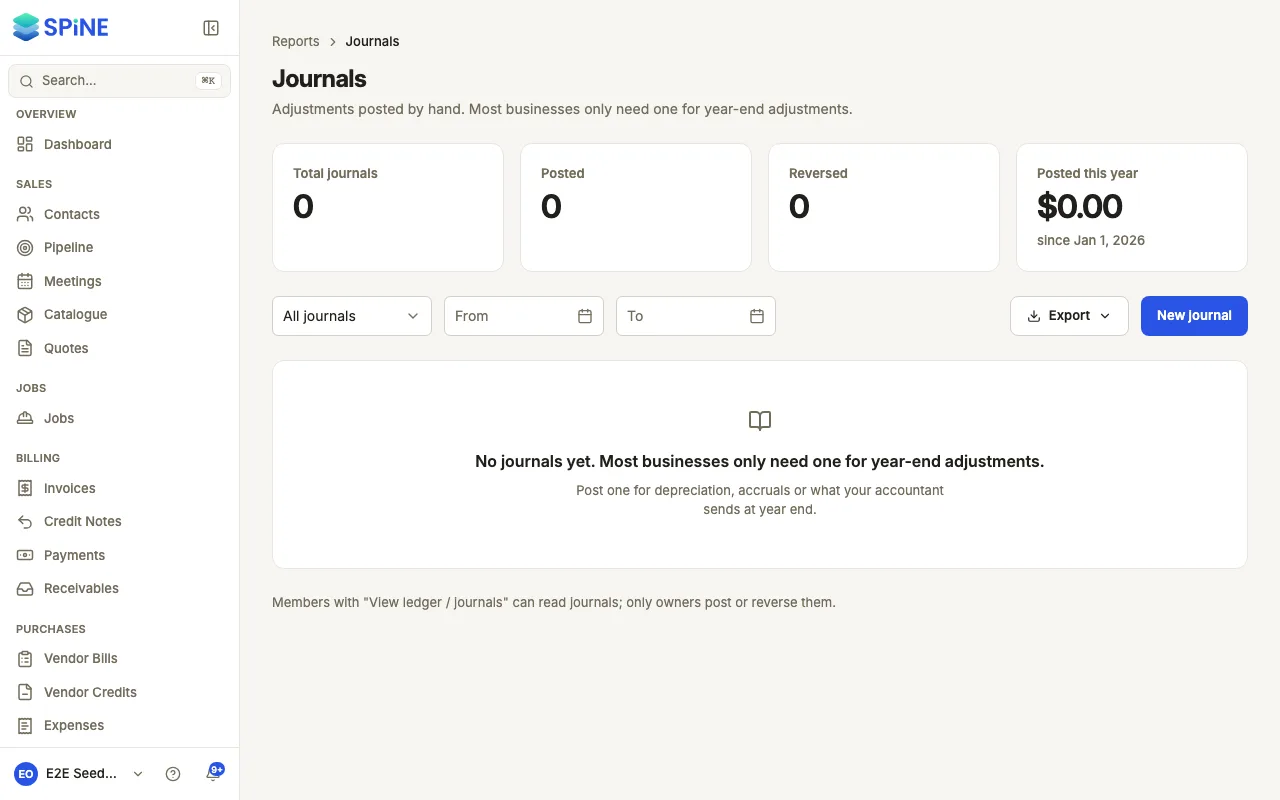 SPiNE
Search...
⌘K
OVERVIEW
Dashboard
SALES
Contacts
Pipeline
Meetings
Catalogue
Quotes
JOBS
Jobs
BILLING
Invoices
Credit Notes
Payments
Receivables
PURCHASES
Vendor Bills
Vendor Credits
Expenses
EO
E2E Seed...
9+
Reports
Journals
Journals
Adjustments posted by hand. Most businesses only need one for year-end adjustments.
Total journals
0
Posted
0
Reversed
0
Posted this year
$0.00
since Jan 1, 2026
All journals
From
To
Export
New journal
No journals yet. Most businesses only need one for year-end adjustments.
Post one for depreciation, accruals or what your accountant
sends at year end.
Members with "View ledger / journals" can read journals; only owners post or reverse them.